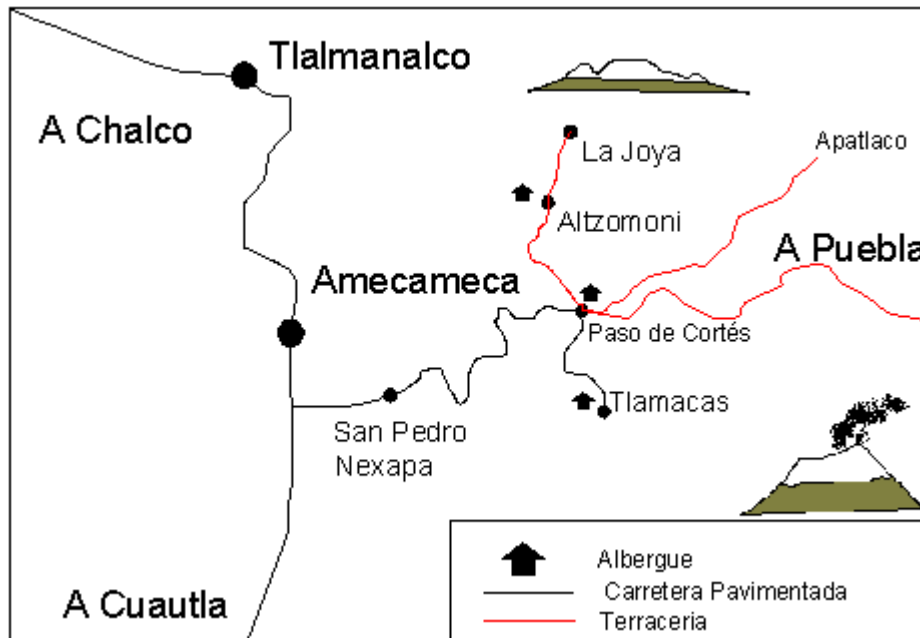 Tlalmanalco
A Chalco
La Joya
Apatlaco
Altzomoni
A Puebla
Amecameca
Paso de Cortés
Tlamacas
San Pedro
Nexapa
A Cuautla
Albergue
Carretera Pavimentada
Terraceria